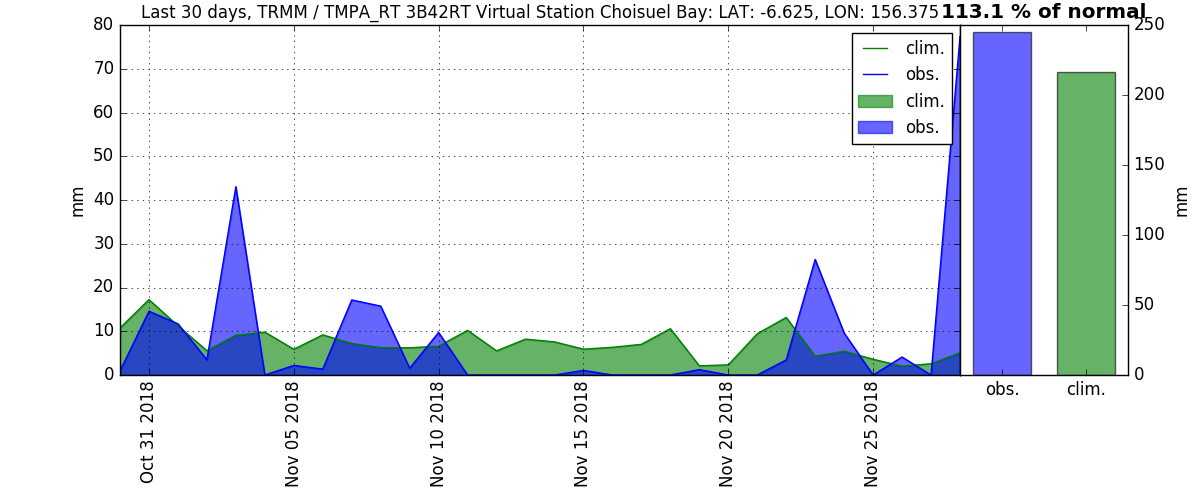 Last 30 days, TRMM / TMPA_RT 3B42RT Virtual Station Choisuel Bay: LAT: -6.625, LON: 156.375
113.1 % of normal
80
70
60
50
40
30
20
10
0
mm
clim.
obs.
clim.
obs.
Oct 31 2018
Nov 05 2018
Nov 10 2018
Nov 15 2018
Nov 20 2018
Nov 25 2018
250
200
150
100
50
0
mm
obs.
clim.